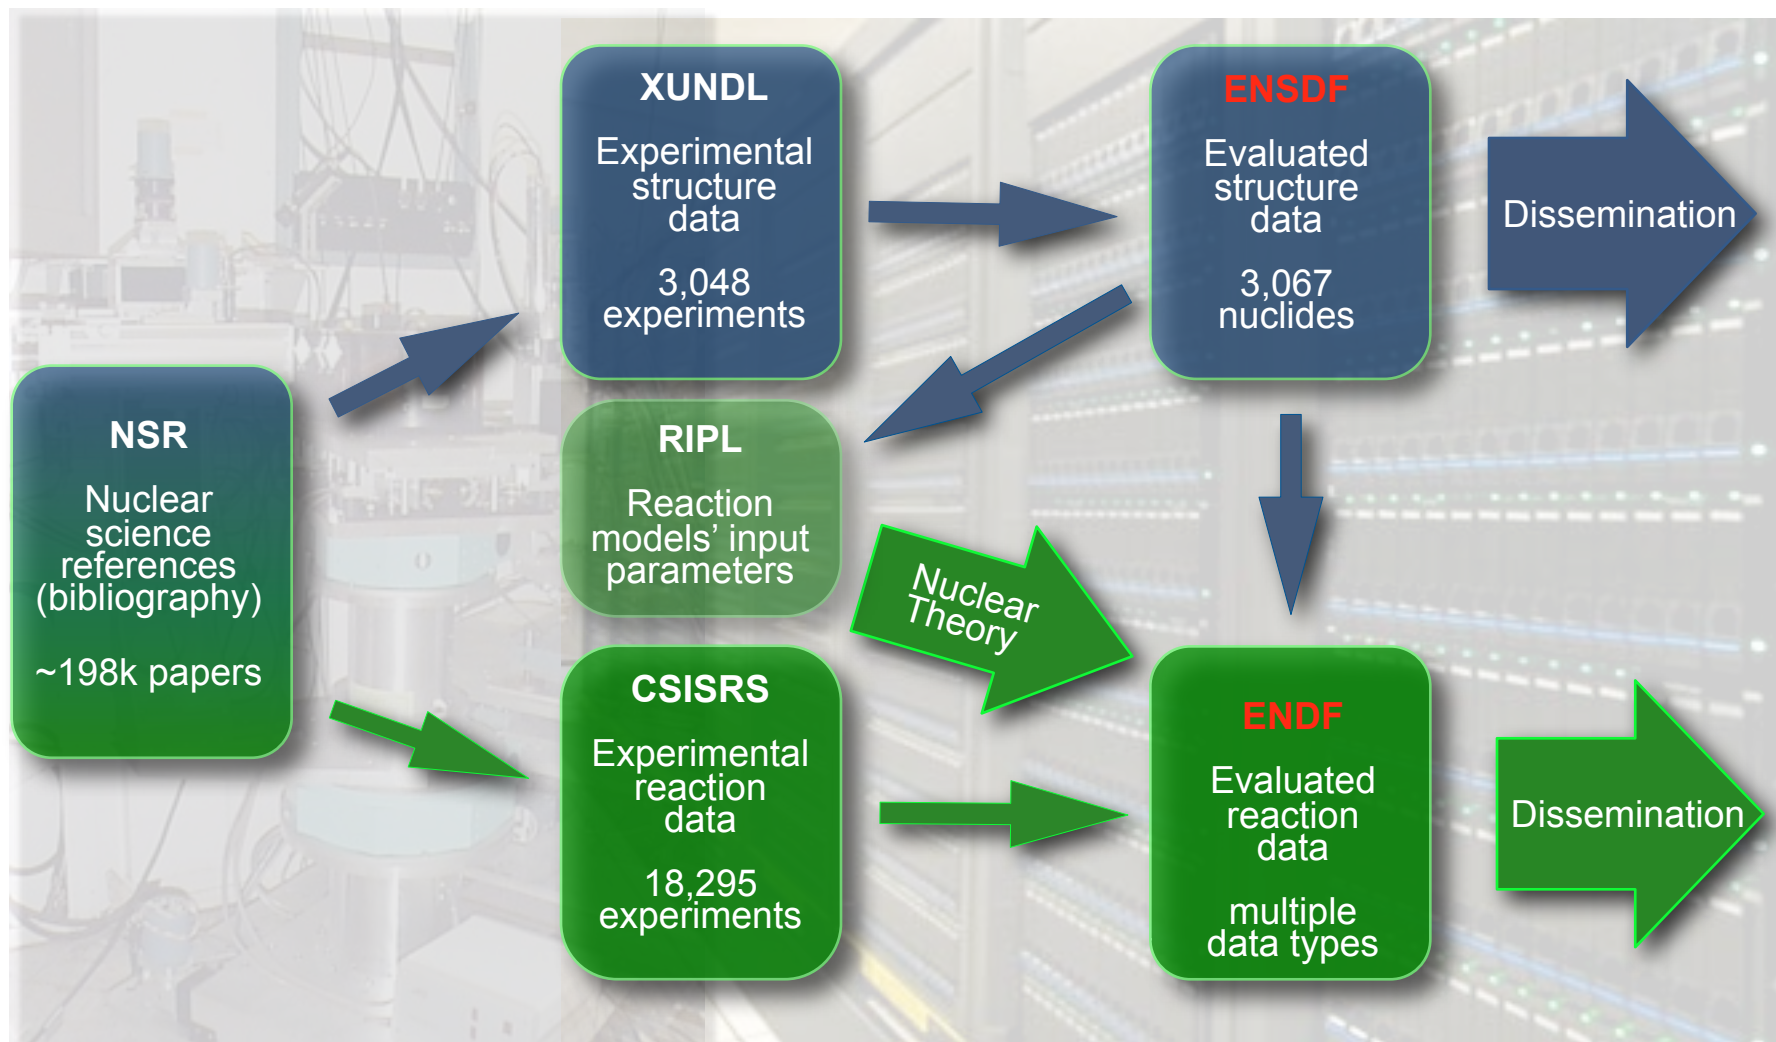 NSR
Nuclear
science
references
(bibliography)
~198k papers
XUNDL
Experimental
structure
data
3,048
experiments
RIPL
Reaction
models’ input
parameters
CSISRS
Experimental
reaction
data
18,295
experiments
Nuclear
Theory
ENSDF
Evaluated
structure
data
3,067
nuclides
ENDF
Evaluated
reaction
data
multiple
data types
Dissemination
Dissemination